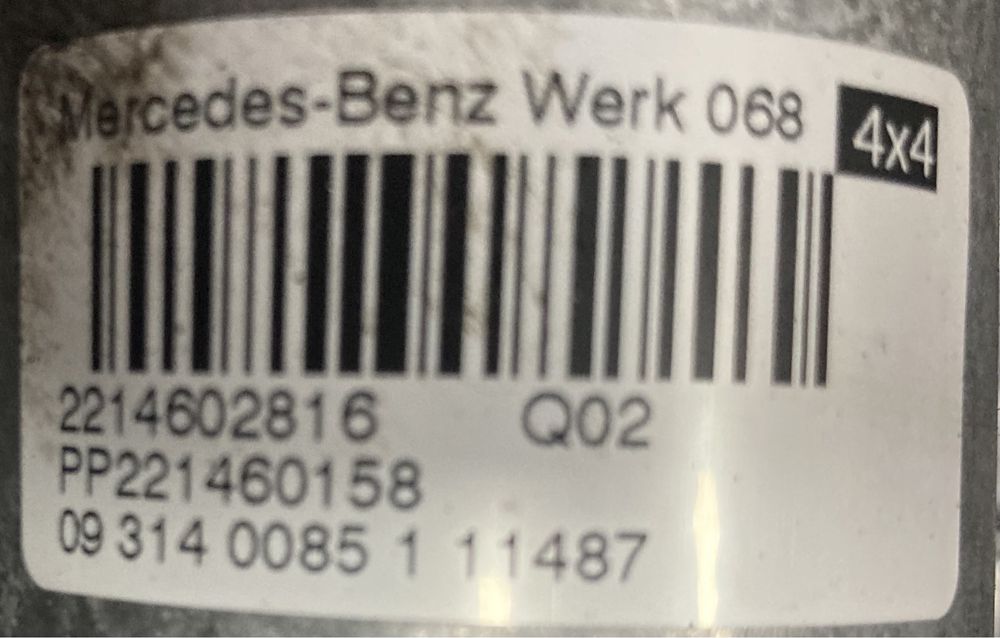 Mercedes-Benz Werk 068 4x4
2214602816 Q02
PP221460158
09 314 0085 1 11487